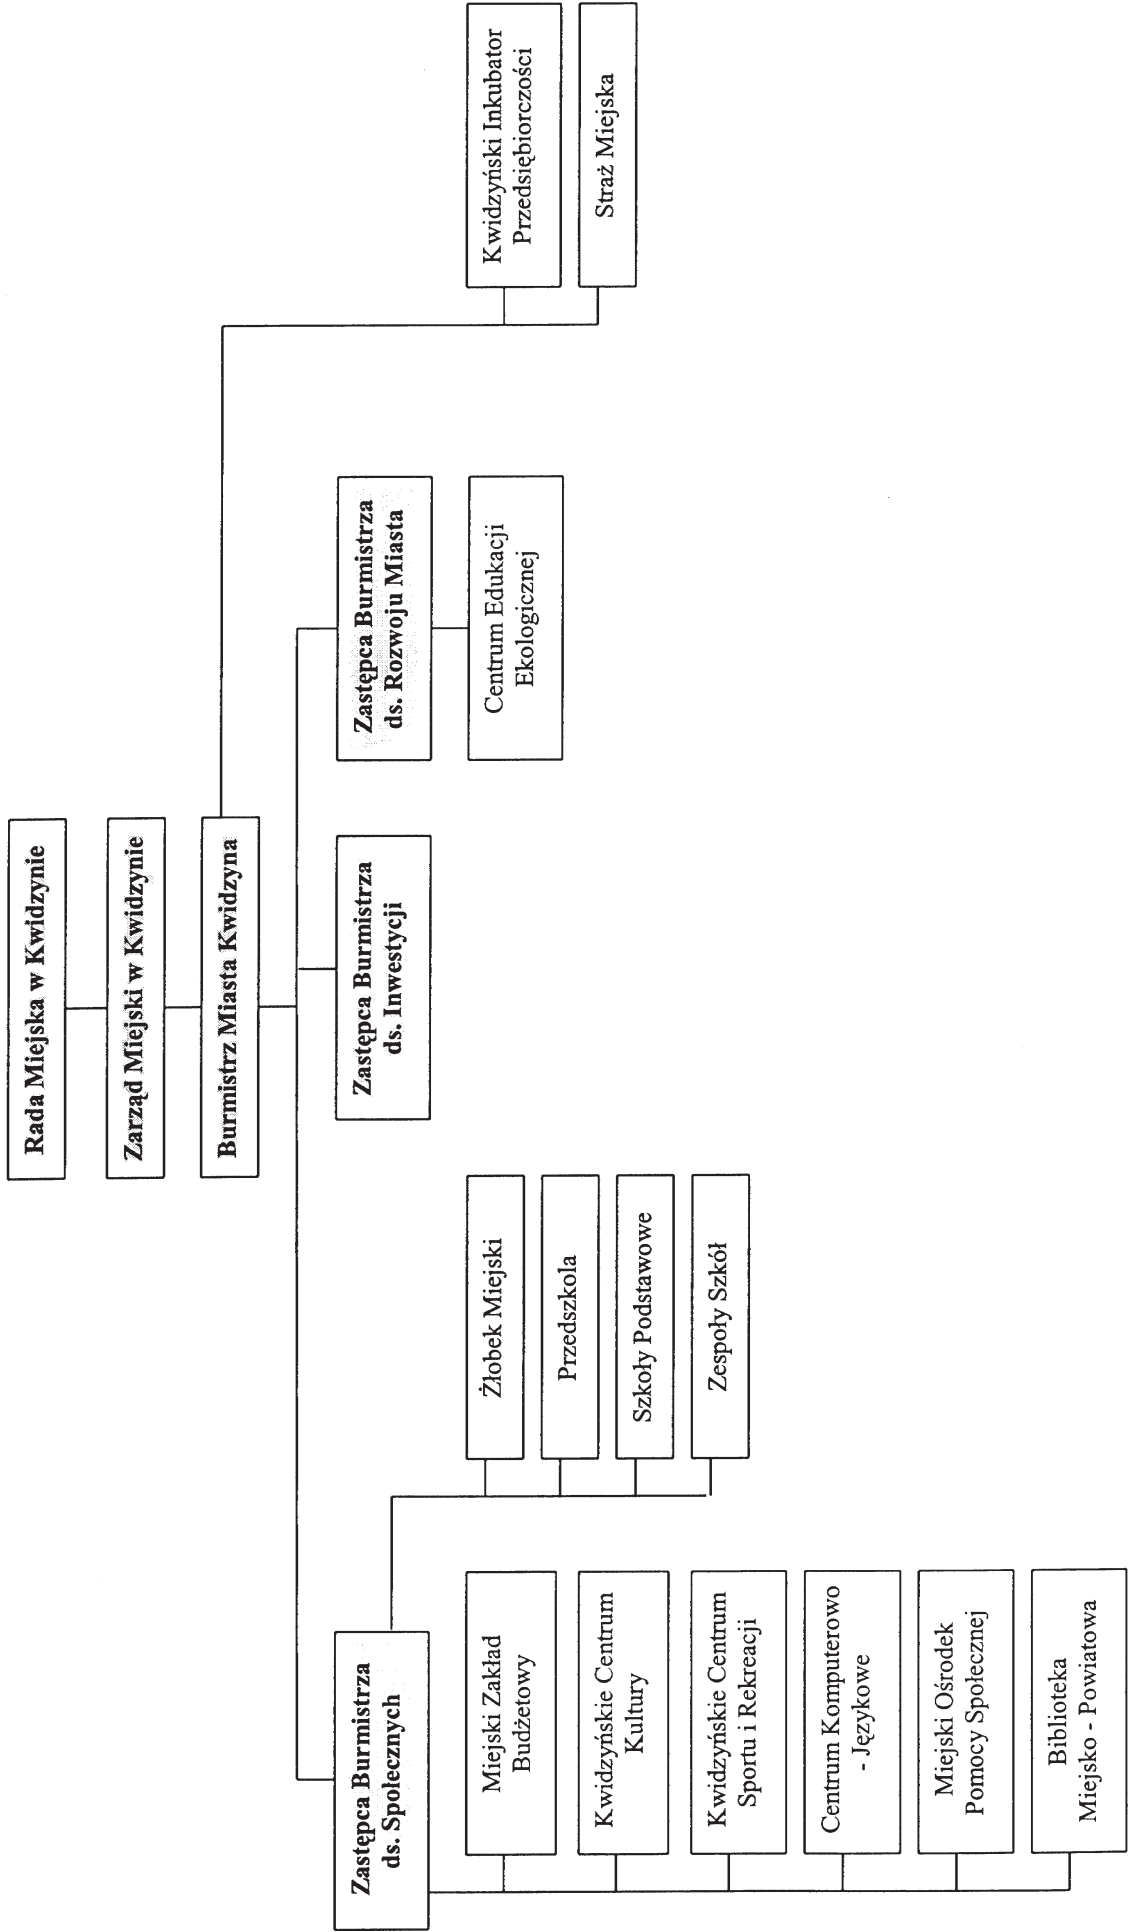 Rada Miejska w Kwidzynie
Zarząd Miejski w Kwidzynie
Burmistrz Miasta Kwidzyna
Zastępca Burmistrza
ds. Społecznych
Zastępca Burmistrza
ds. Inwestycji
Zastępca Burmistrza
ds. Rozwoju Miasta
Miejski Zakład
Budżetowy
Kwidzyńskie Centrum
Kultury
Kwidzyńskie Centrum
Sportu i Rekreacji
Centrum Komputerowo
- Językowe
Miejski Ośrodek
Pomocy Społecznej
Biblioteka
Miejsko - Powiatowa
Żłobek Miejski
Przedszkola
Szkoły Podstawowe
Zespoły Szkół
Centrum Edukacji
Ekologicznej
Kwidzyński Inkubator
Przedsiębiorczości
Straż Miejska